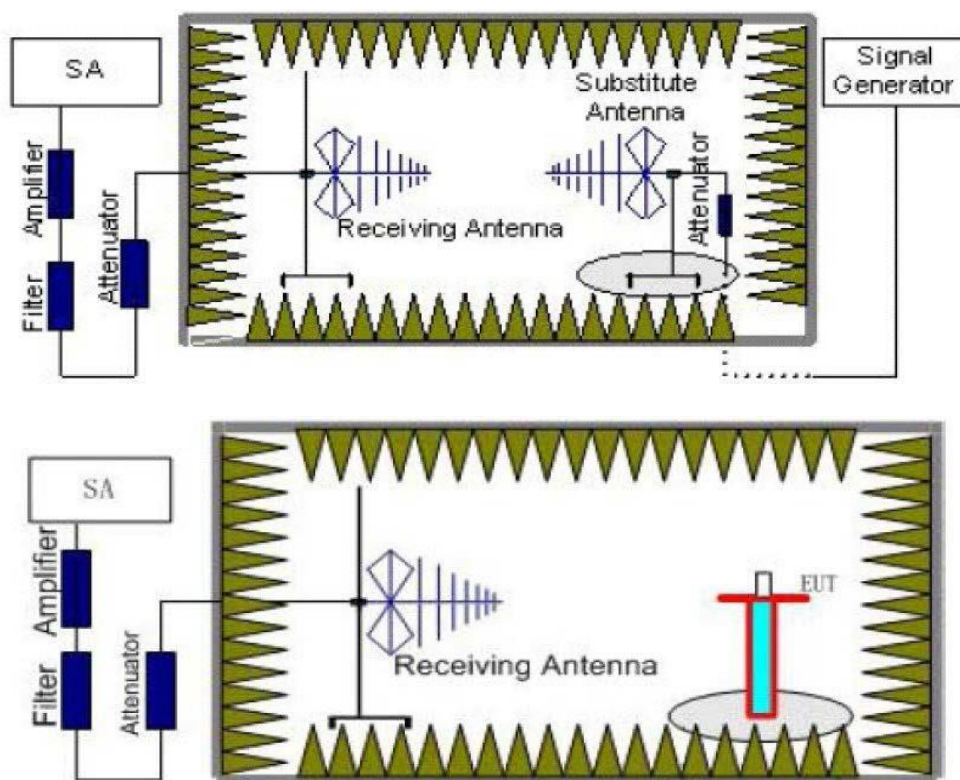 SA
Signal
Generator
Substitute
Antenna
Amplifier
Attenuator
Receiving Antenna
Attenuator
Filter
SA
Amplifier
EUT
Receiving Antenna
Filter
Attenuator